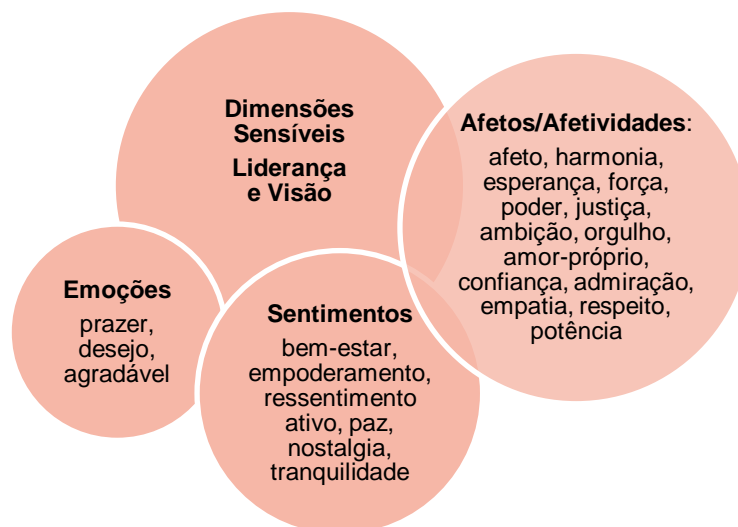 Dimensões
Sensíveis
Liderança
e Visão
Afetos/Afetividades:
afeto, harmonia,
esperança, força,
poder, justiça,
ambição, orgulho,
amor-próprio,
confiança, admiração,
empatia, respeito,
potência
Emoções
prazer,
desejo,
agradável
Sentimentos
bem-estar,
empoderamento,
ressentimento
ativo, paz,
nostalgia,
tranquilidade